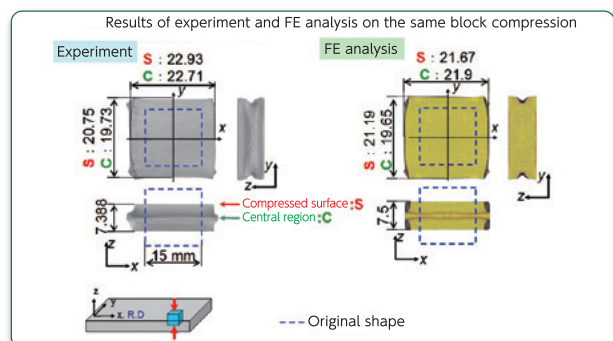 Results of experiment and FE analysis on the same block compression
Experiment
S : 22.93
C : 22.71
y
x
S : 20.75
C : 19.73
y
z
7.388
z
x
15 mm
Compressed surface:S
Central region:C
FE analysis
S : 21.67
C : 21.9
y
x
S : 21.19
C : 19.65
y
z
7.5
z
x
z
y
x, R.D
Original shape